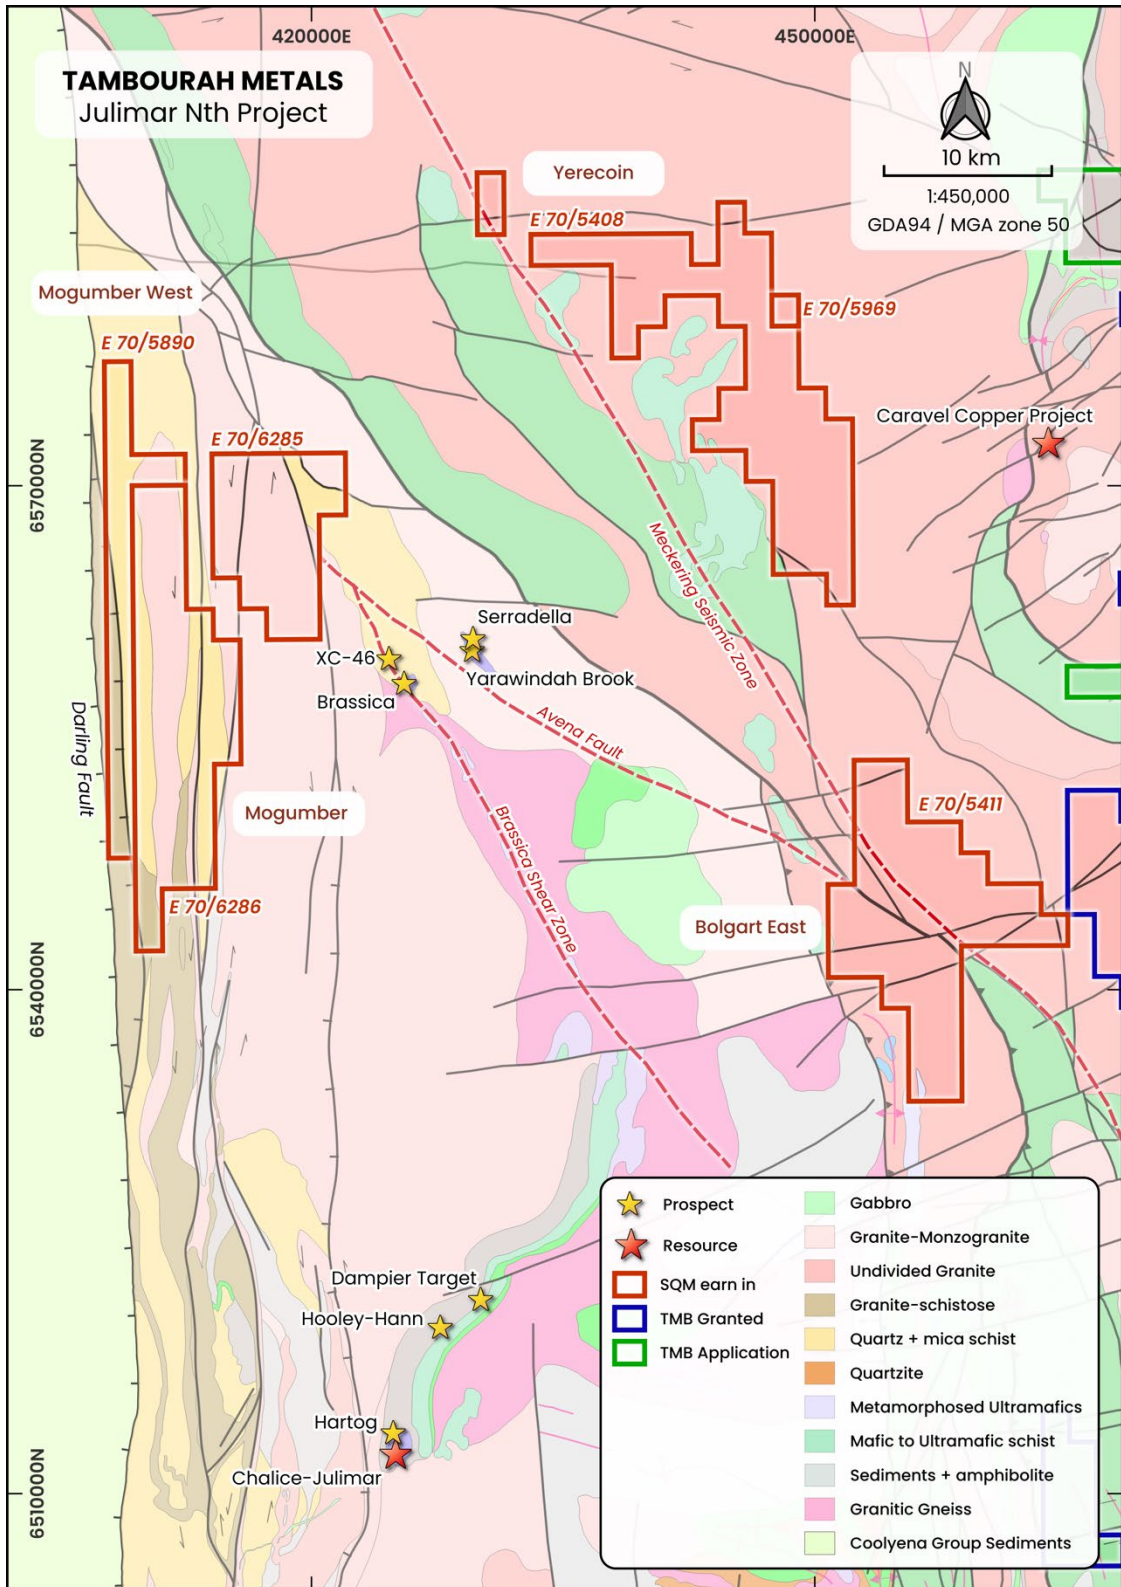 420000E
450000E
TAMBOURAH METALS
Julimar Nth Project
N
10 km
1:450,000
GDA94 / MGA zone 50
Yerecoin
E 70/5408
Mogumber West
E 70/5969
E 70/5890
Caravel Copper Project
E 70/6285
6570000N
Meckering Seismic Zone
Serradella
XC-46
Yarawindah Brook
Brassica
Darling Fault
Avena Fault
Mogumber
E 70/5411
Brassica Shear Zone
E 70/6286
Bolgart East
6540000N
Dampier Target
Hooley-Hann
Hartog
Chalice-Julimar
6510000N
Prospect
Resource
SQM earn in
TMB Granted
TMB Application
Gabbro
Granite-Monzogranite
Undivided Granite
Granite-schistose
Quartz + mica schist
Quartzite
Metamorphosed Ultramafics
Mafic to Ultramafic schist
Sediments + amphibolite
Granitic Gneiss
Coolyena Group Sediments